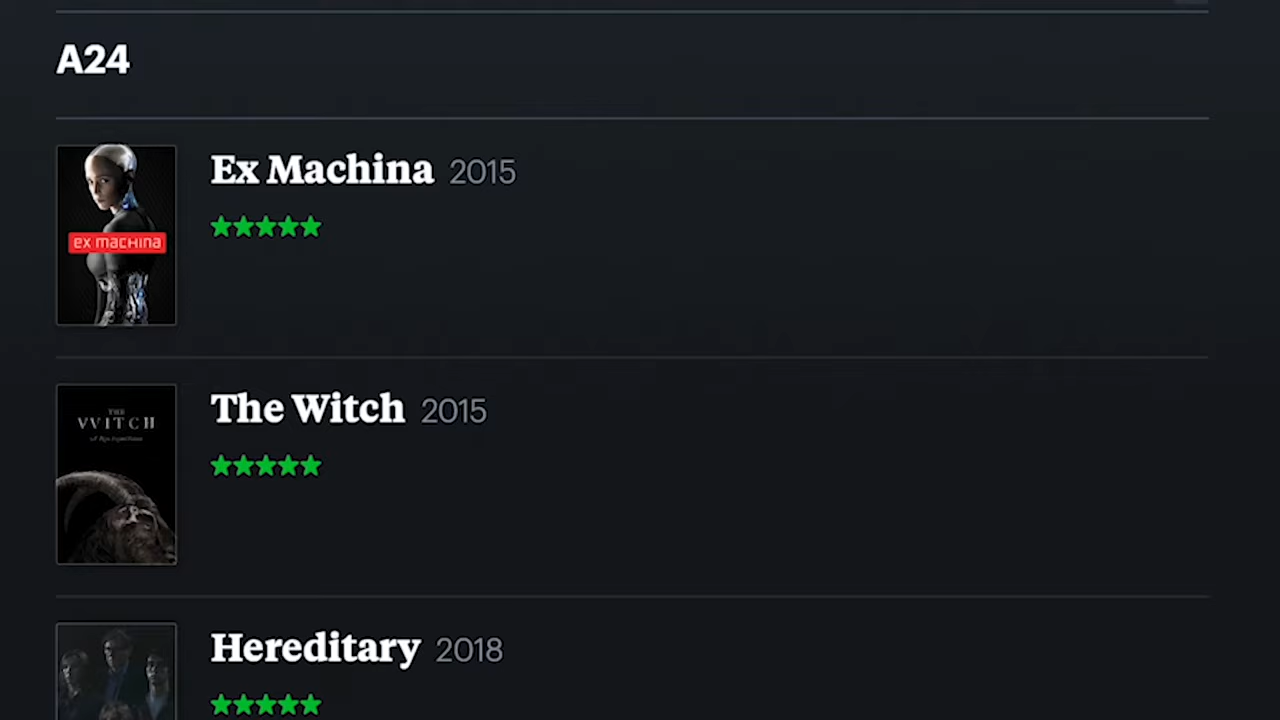 A24
Ex Machina 2015
ex machina
The Witch 2015
THE
VVITCH
Hereditary 2018